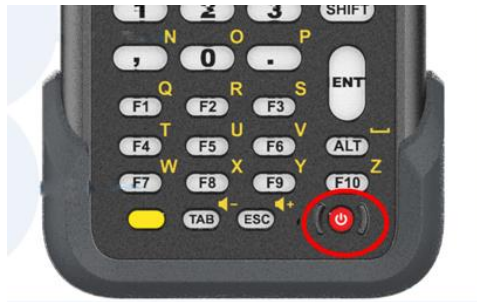 1 2 3 SHIFT
N O P
, 0 . ENT
Q R S
F1 F2 F3
T U V
F4 F5 F6 ALT
W X Y Z
F7 F8 F9 F10
- +
TAB ESC